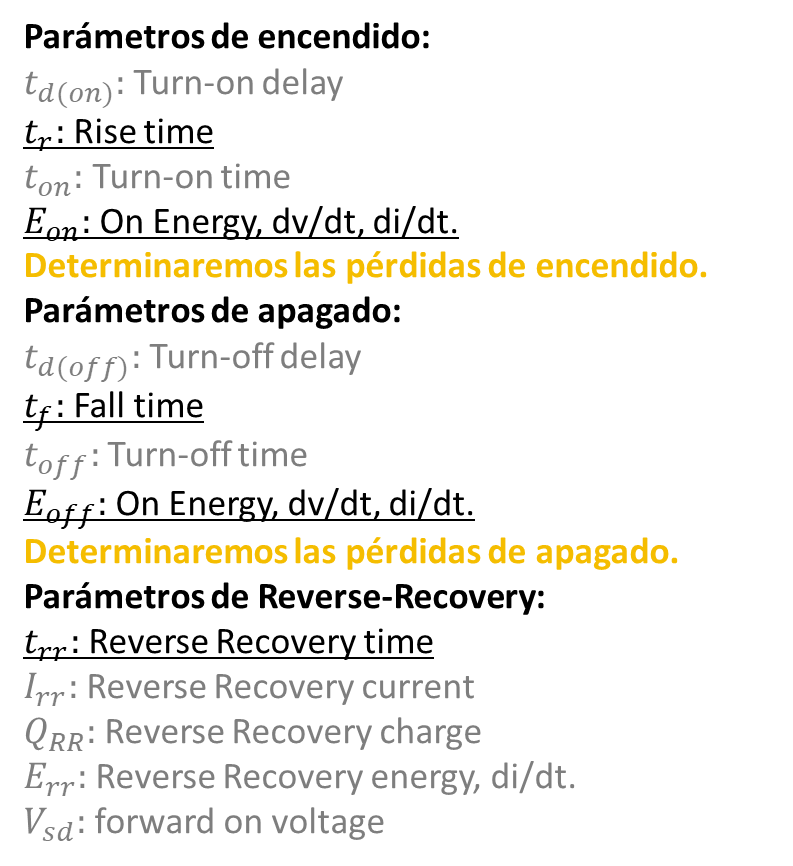 Parámetros de encendido:
t_{d(on)}: Turn-on delay
t_r: Rise time
t_{on}: Turn-on time
E_{on}: On Energy, dv/dt, di/dt.
Determinaremos las pérdidas de encendido.
Parámetros de apagado:
t_{d(off)}: Turn-off delay
t_f: Fall time
t_{off}: Turn-off time
E_{off}: On Energy, dv/dt, di/dt.
Determinaremos las pérdidas de apagado.
Parámetros de Reverse-Recovery:
t_{rr}: Reverse Recovery time
I_{rr}: Reverse Recovery current
Q_{RR}: Reverse Recovery charge
E_{rr}: Reverse Recovery energy, di/dt.
V_{sd}: forward on voltage